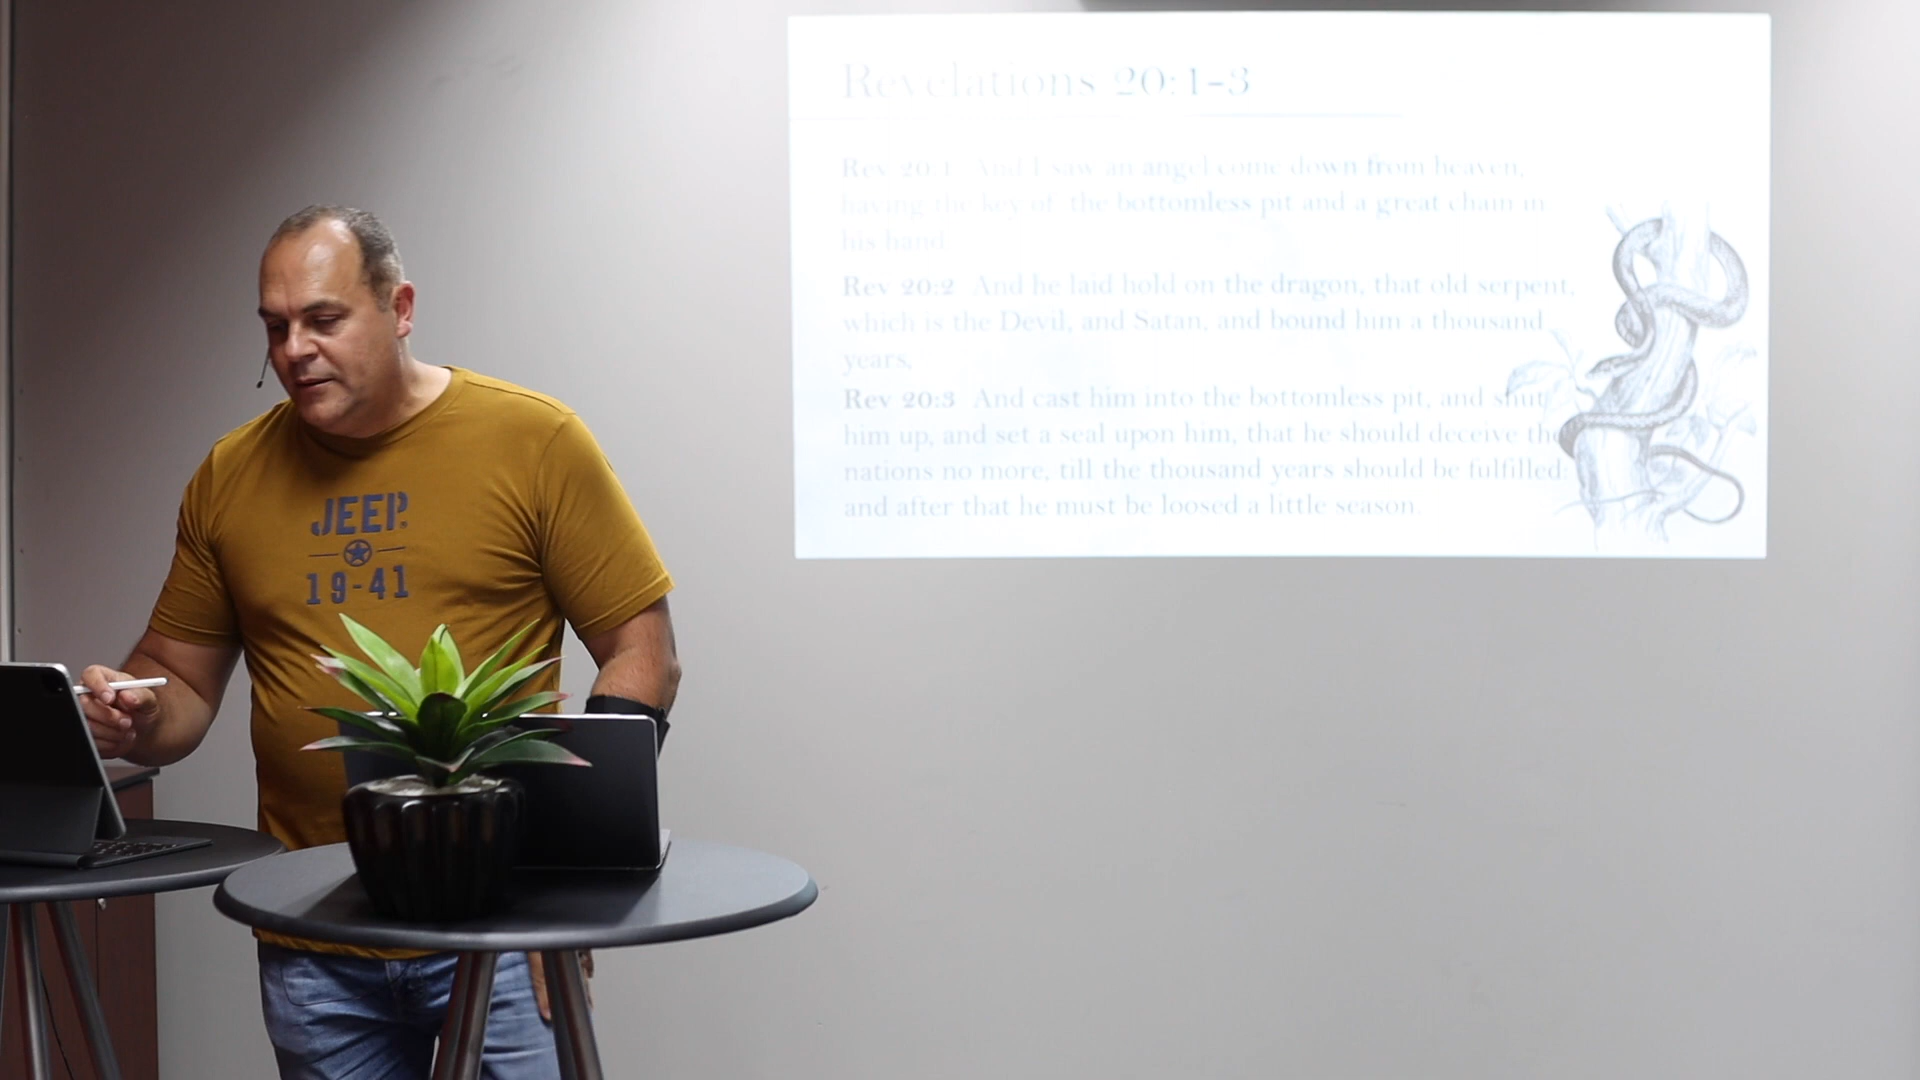 Revelations 20:1-3
Rev 20:1 And I saw an angel come down from heaven,
having the key of the bottomless pit and a great chain in
his hand
Rev 20:2 And he laid hold on the dragon, that old serpent,
which is the Devil, and Satan, and bound him a thousand
years,
Rev 20:3 And cast him into the bottomless pit, and shut
him up, and set a seal upon him, that he should deceive the
nations no more, till the thousand years should be fulfilled:
and after that he must be loosed a little season.
JEEP
19-41